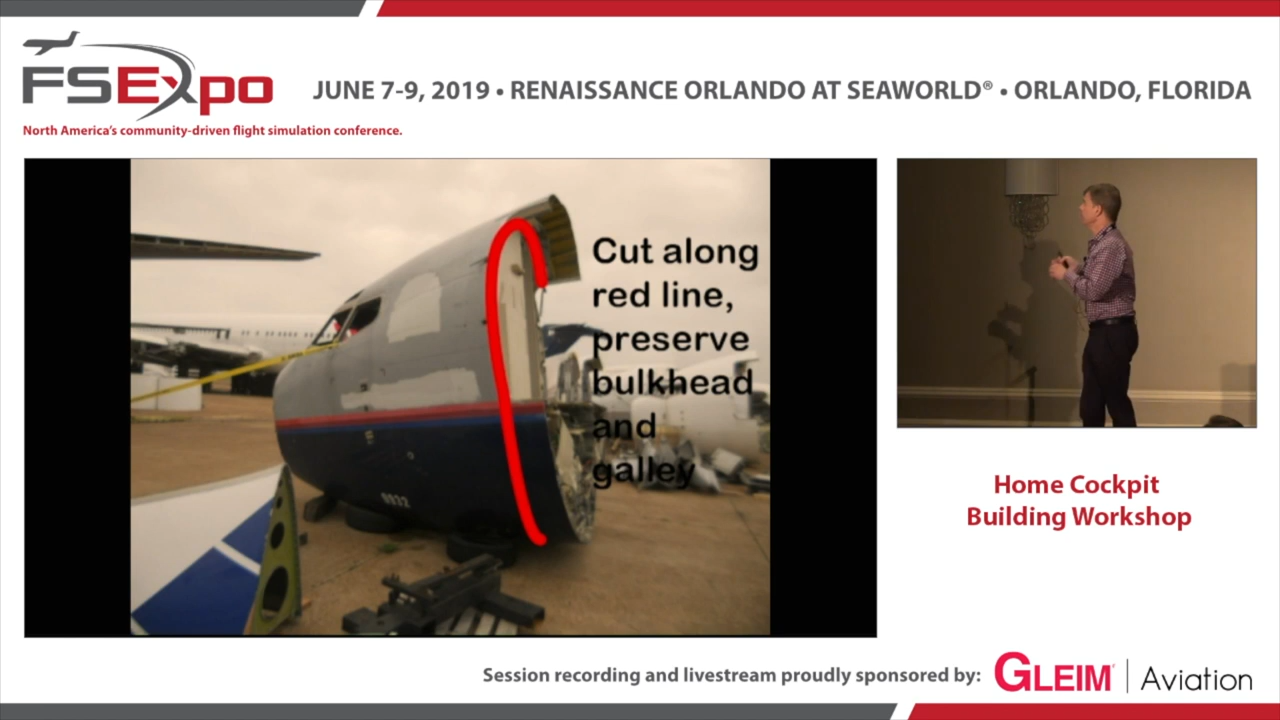 FSExpo
North America's community-driven flight simulation conference.
JUNE 7-9, 2019 • RENAISSANCE ORLANDO AT SEAWORLD® • ORLANDO, FLORIDA
Cut along
red line,
preserve
bulkhead
and
galley
Home Cockpit
Building Workshop
Session recording and livestream proudly sponsored by:
GLEIM Aviation